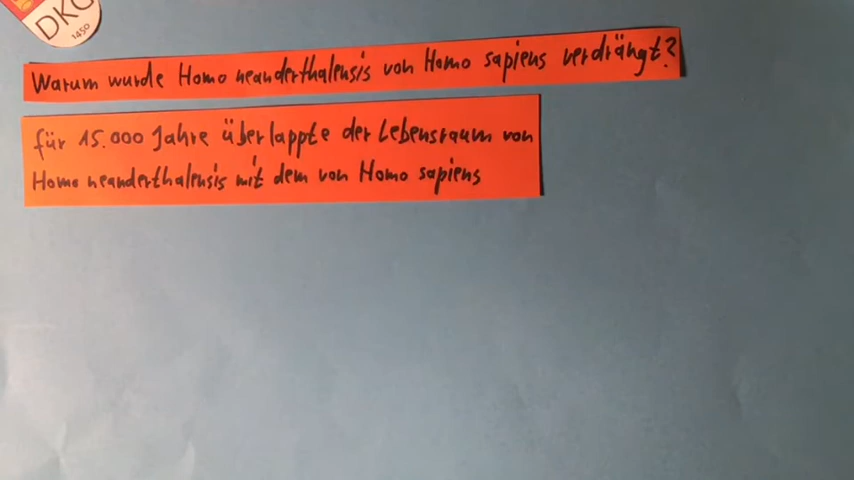 DKG
1450
Warum wurde Homo neanderthalensis von Homo sapiens verdrängt?
für 15.000 Jahre überlappte der Lebensraum von
Homo neanderthalensis mit dem von Homo sapiens